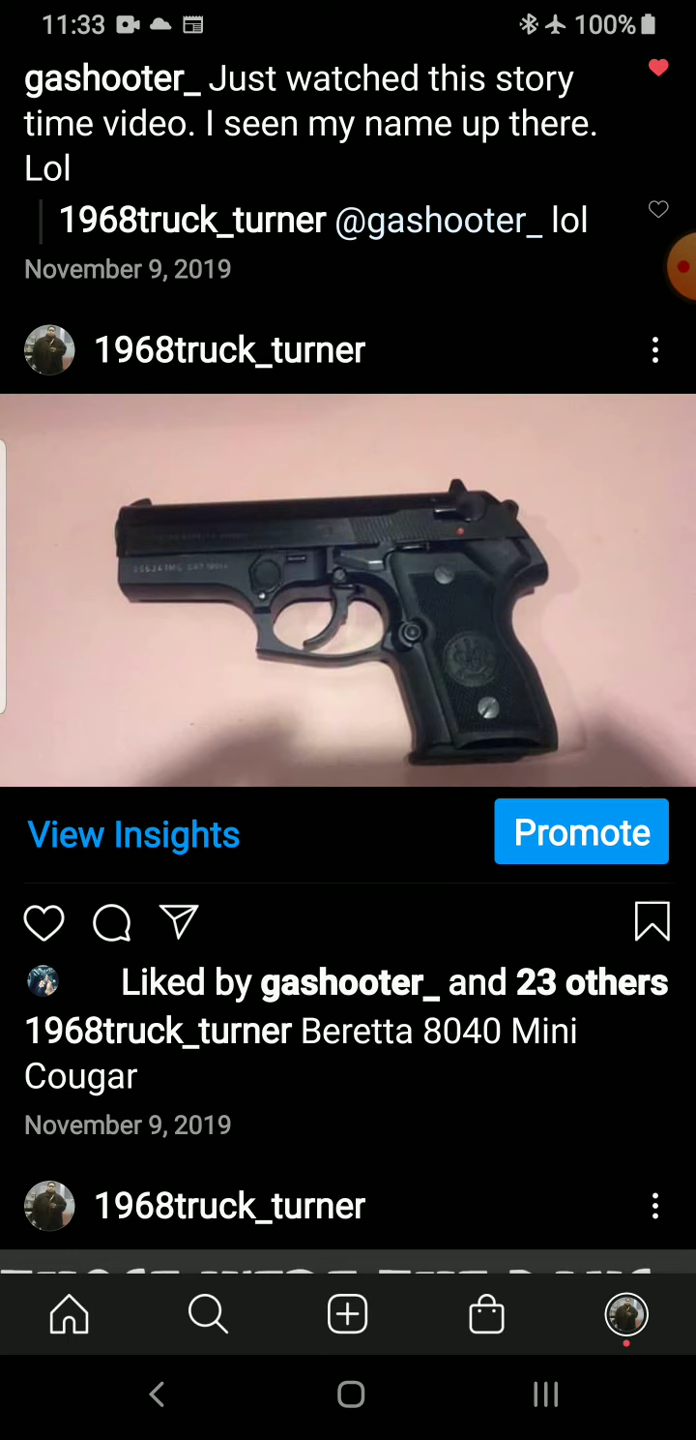 11:33
100%
gashooter_ Just watched this story
time video. I seen my name up there.
Lol
1968truck_turner @gashooter_ lol
November 9, 2019
1968truck_turner
View Insights
Promote
Liked by gashooter_ and 23 others
1968truck_turner Beretta 8040 Mini
Cougar
November 9, 2019
1968truck_turner